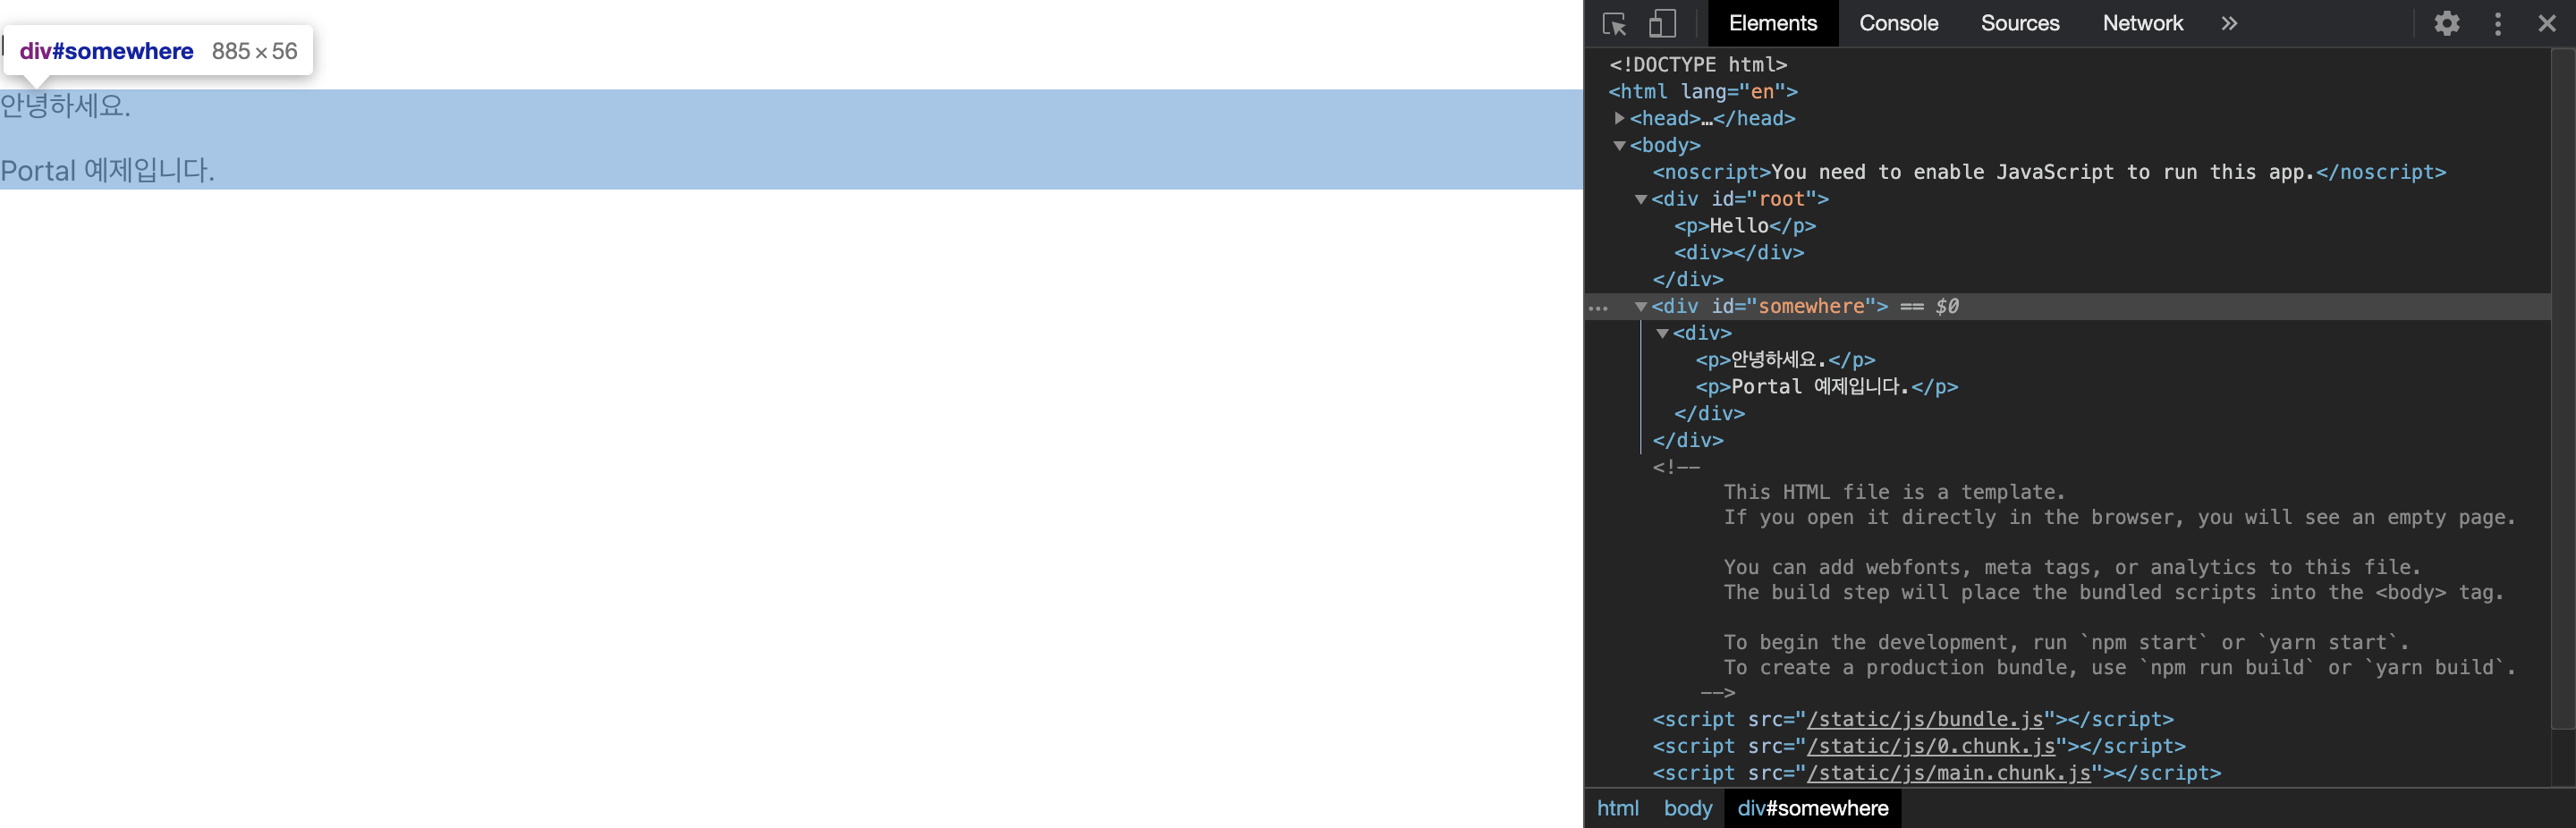 div#somewhere 885 × 56
안녕하세요.
Portal 예제입니다.
Elements Console Sources Network »
<!DOCTYPE html>
<html lang="en">
<head>…</head>
<body>
<noscript>You need to enable JavaScript to run this app.</noscript>
<div id="root">
<p>Hello</p>
<div></div>
</div>
<div id="somewhere"> == $0
<div>
<p>안녕하세요.</p>
<p>Portal 예제입니다.</p>
</div>
</div>
<!--
This HTML file is a template.
If you open it directly in the browser, you will see an empty page.
You can add webfonts, meta tags, or analytics to this file.
The build step will place the bundled scripts into the <body> tag.
To begin the development, run `npm start` or `yarn start`.
To create a production bundle, use `npm run build` or `yarn build`.
-->
<script src="/static/js/bundle.js"></script>
<script src="/static/js/0.chunk.js"></script>
<script src="/static/js/main.chunk.js"></script>
html body div#somewhere